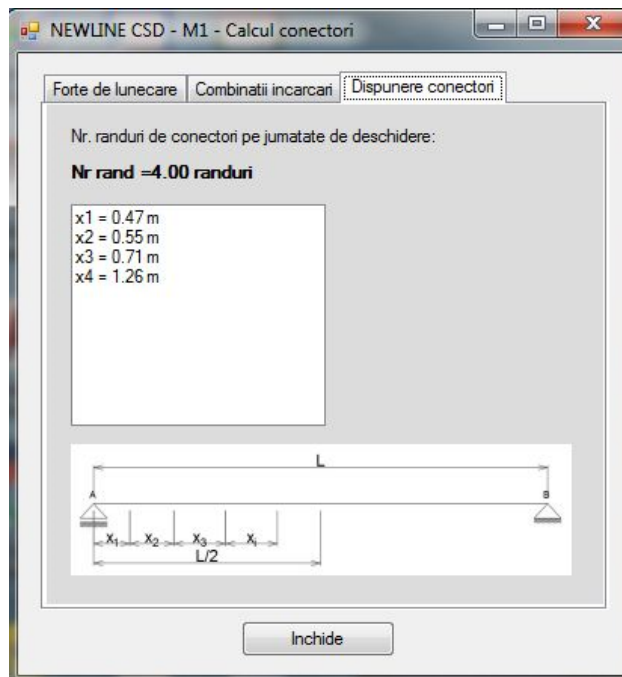 NEWLINE CSD - M1 - Calcul conectori
Forte de lunecare
Combinatii incarcari
Dispunere conectori
Nr. randuri de conectori pe jumatate de deschidere:
Nr rand =4.00 randuri
x1 = 0.47 m
x2 = 0.55 m
x3 = 0.71 m
x4 = 1.26 m
L
A
B
X₁ X₂ X₃ Xᵢ
L/2
Inchide